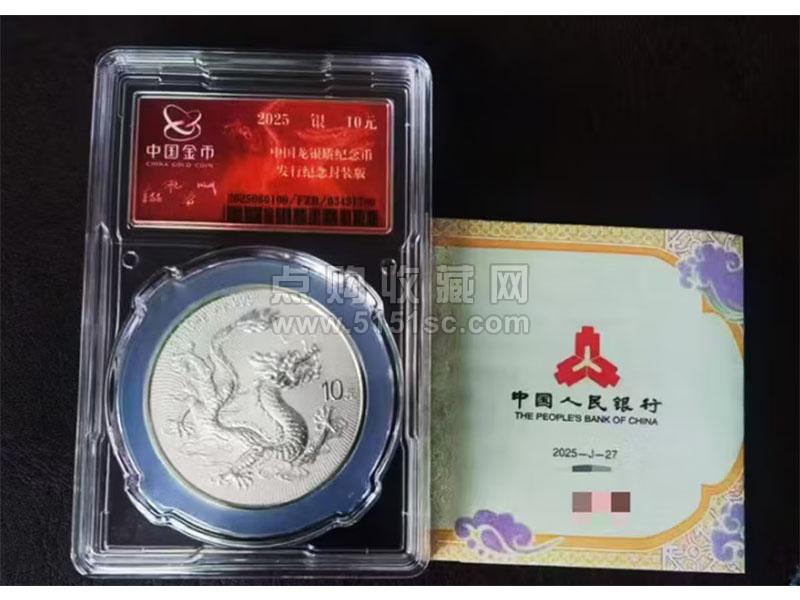 2025 银 10元
中国金币
CHINA GOLD COIN
中国龙银质纪念币
发行纪念封装版
10元
点购收藏网
www.5151sc.com
中国人民银行
THE PEOPLE'S BANK OF CHINA
2025-J-27